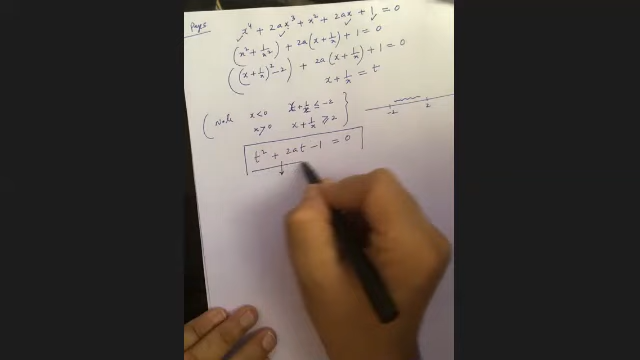 Pages
x⁴ + 2ax³ + x² + 2ax + 1 = 0
(x² + 1/x²) + 2a(x + 1/x) + 1 = 0
((x + 1/x)² - 2) + 2a(x + 1/x) + 1 = 0
x + 1/x = t
(Note x<0 x + 1/x ≤ -2
x>0 x + 1/x ≥ 2
-2 2
t² + 2at - 1 = 0